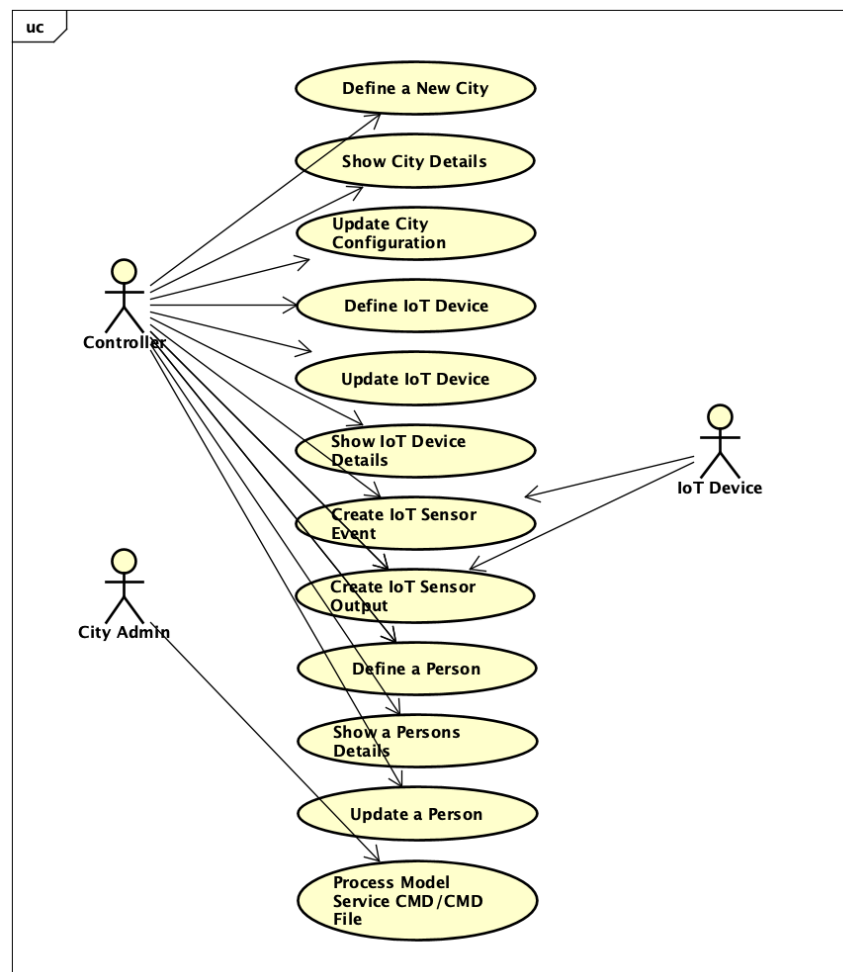 uc
Define a New City
Show City Details
Update City
Configuration
Controller
Define IoT Device
Update IoT Device
Show IoT Device
Details
IoT Device
Create IoT Sensor
Event
City Admin
Create IoT Sensor
Output
Define a Person
Show a Persons
Details
Update a Person
Process Model
Service CMD/CMD
File